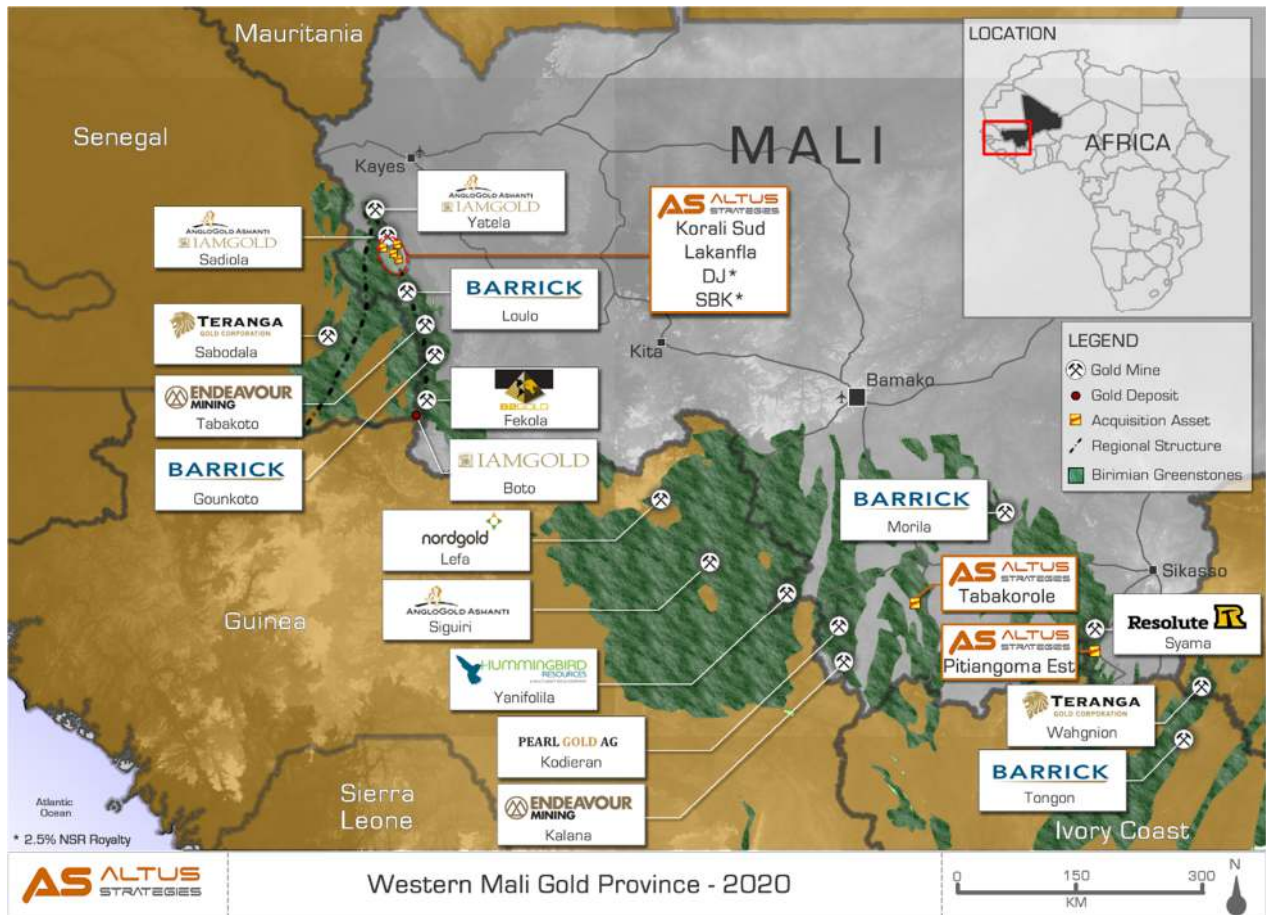 Mauritania
Senegal
Kayes
MALI
LOCATION
AFRICA
ANGLOGOLD ASHANTI
IAMGOLD
Yatela
ANGLOGOLD ASHANTI
IAMGOLD
Sadiola
AS ALTUS
STRATEGIES
Korali Sud
Lakanfla
DJ*
SBK*
BARRICK
Loulo
TERANGA
GOLD CORPORATION
Sabodala
Kita
Bamako
LEGEND
Gold Mine
Gold Deposit
Acquisition Asset
Regional Structure
Birimian Greenstones
ENDEAVOUR
MINING
Tabakoto
B2GOLD
Fekola
BARRICK
Gounkoto
IAMGOLD
Boto
BARRICK
Morila
nordgold
Lefa
AS ALTUS
STRATEGIES
Tabakorole
Sikasso
ANGLOGOLD ASHANTI
Siguiri
Guinea
Resolute
Syama
AS ALTUS
STRATEGIES
Pitiangoma Est
HUMMINGBIRD
RESOURCES
Yanifolila
TERANGA
GOLD CORPORATION
Wahgnion
PEARL GOLD AG
Kodieran
BARRICK
Tongon
ENDEAVOUR
MINING
Kalana
Sierra
Leone
Ivory Coast
Atlantic
Ocean
* 2.5% NSR Royalty
AS ALTUS
STRATEGIES
Western Mali Gold Province - 2020
0 150 300
KM
N